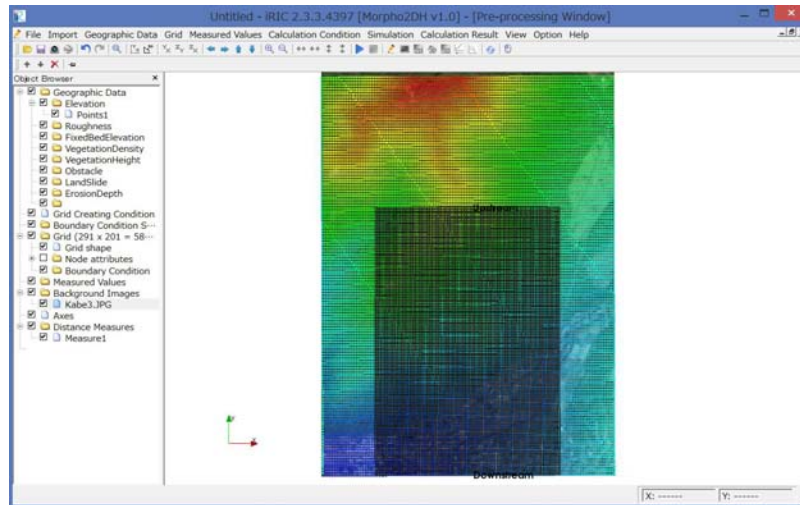 Untitled - iRIC 2.3.3.4397 [Morpho2DH v1.0] - [Pre-processing Window]
File Import Geographic Data Grid Measured Values Calculation Condition Simulation Calculation Result View Option Help
Object Browser
Geographic Data
Elevation
Points1
Roughness
FixedBedElevation
VegetationDensity
VegetationHeight
Obstacle
LandSlide
ErosionDepth
Grid Creating Condition
Boundary Condition S...
Grid (291 x 201 = 58...
Grid shape
Node attributes
Boundary Condition
Measured Values
Background Images
Kabe3.JPG
Axes
Distance Measures
Measure1
Upstream
Downstream
X: ------
Y: ------